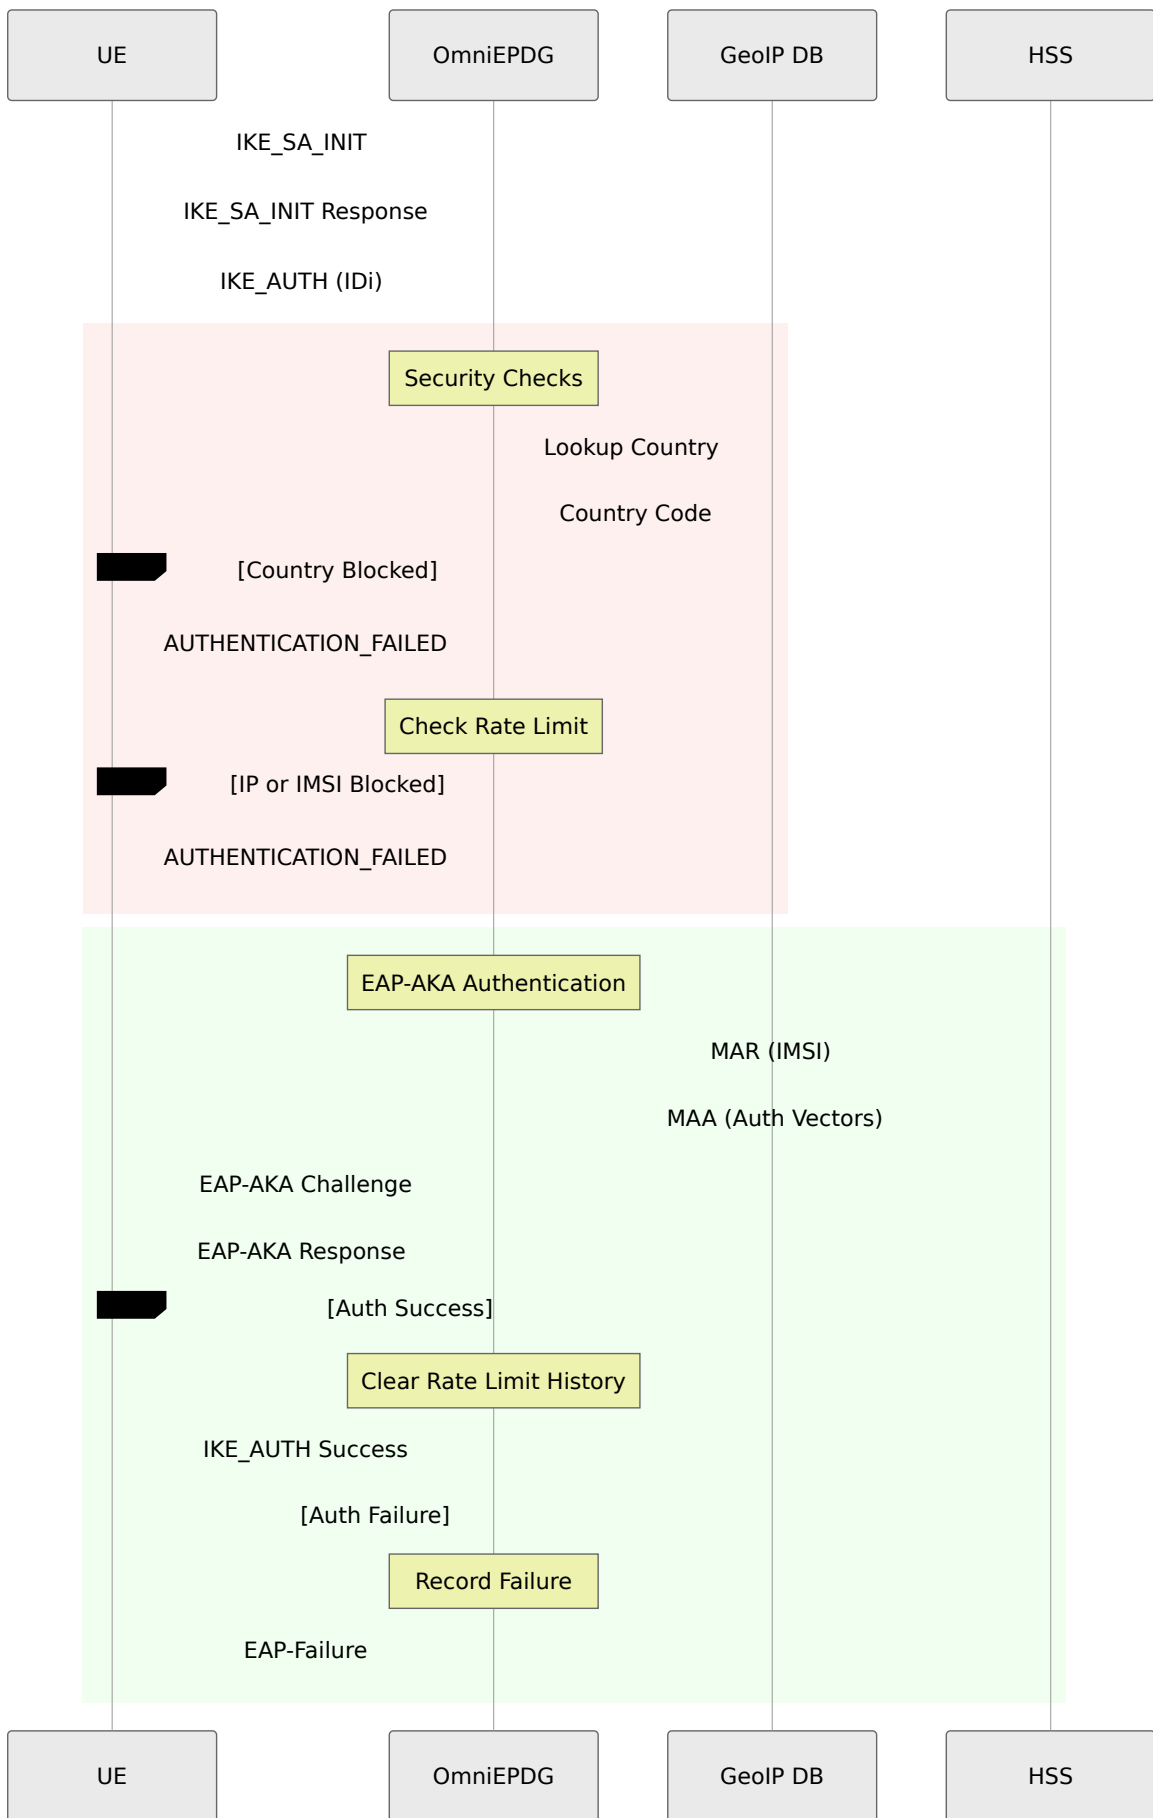 UE
OmniEPDG
GeoIP DB
HSS
IKE_SA_INIT
IKE_SA_INIT Response
IKE_AUTH (IDi)
Security Checks
Lookup Country
Country Code
[Country Blocked]
AUTHENTICATION_FAILED
Check Rate Limit
[IP or IMSI Blocked]
AUTHENTICATION_FAILED
EAP-AKA Authentication
MAR (IMSI)
MAA (Auth Vectors)
EAP-AKA Challenge
EAP-AKA Response
[Auth Success]
Clear Rate Limit History
IKE_AUTH Success
[Auth Failure]
Record Failure
EAP-Failure
UE
OmniEPDG
GeoIP DB
HSS